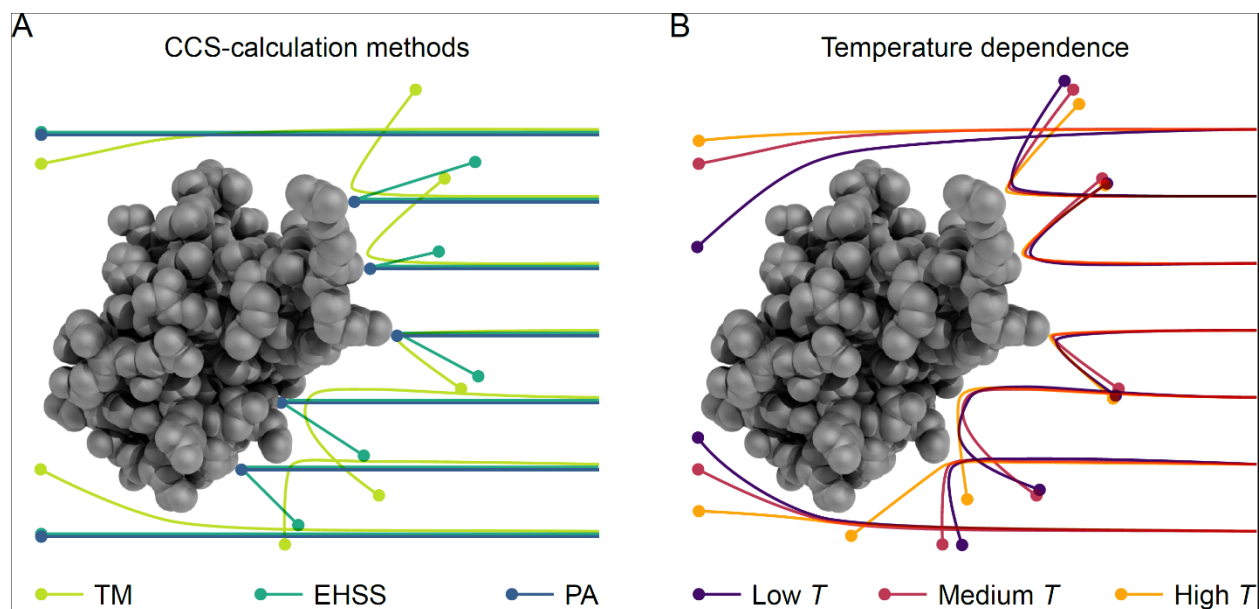 A
CCS-calculation methods
TM
EHSS
PA
B
Temperature dependence
Low T
Medium T
High T